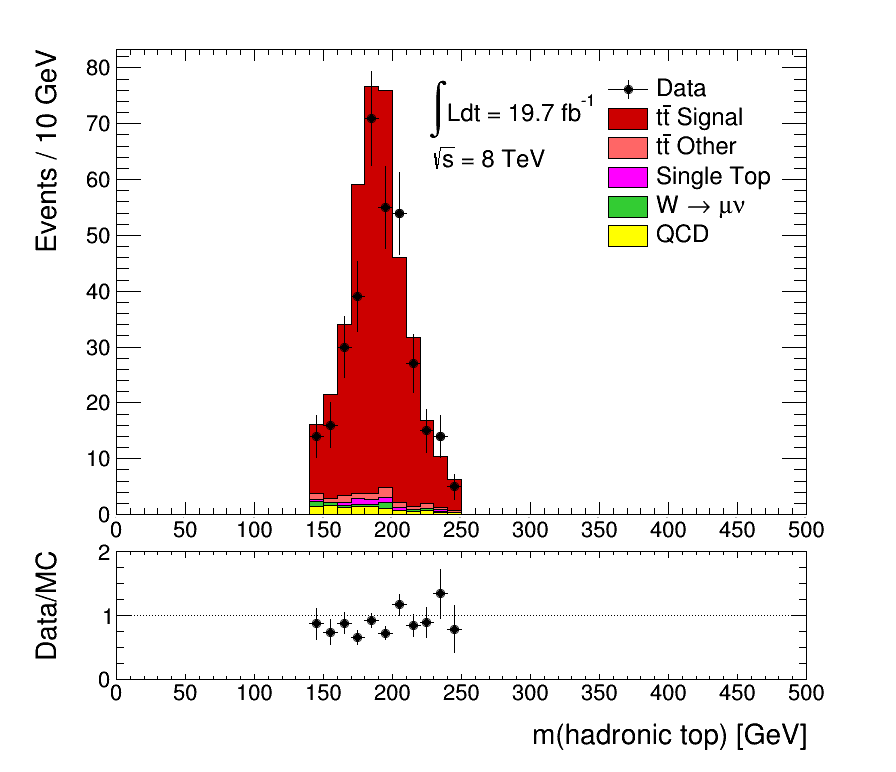 Events / 10 GeV
80
70
60
50
40
30
20
10
0
∫Ldt = 19.7 fb⁻¹
√s = 8 TeV
Data
tt̄ Signal
tt̄ Other
Single Top
W → μν
QCD
0 50 100 150 200 250 300 350 400 450 500
Data/MC
2
1
0
0 50 100 150 200 250 300 350 400 450 500
m(hadronic top) [GeV]